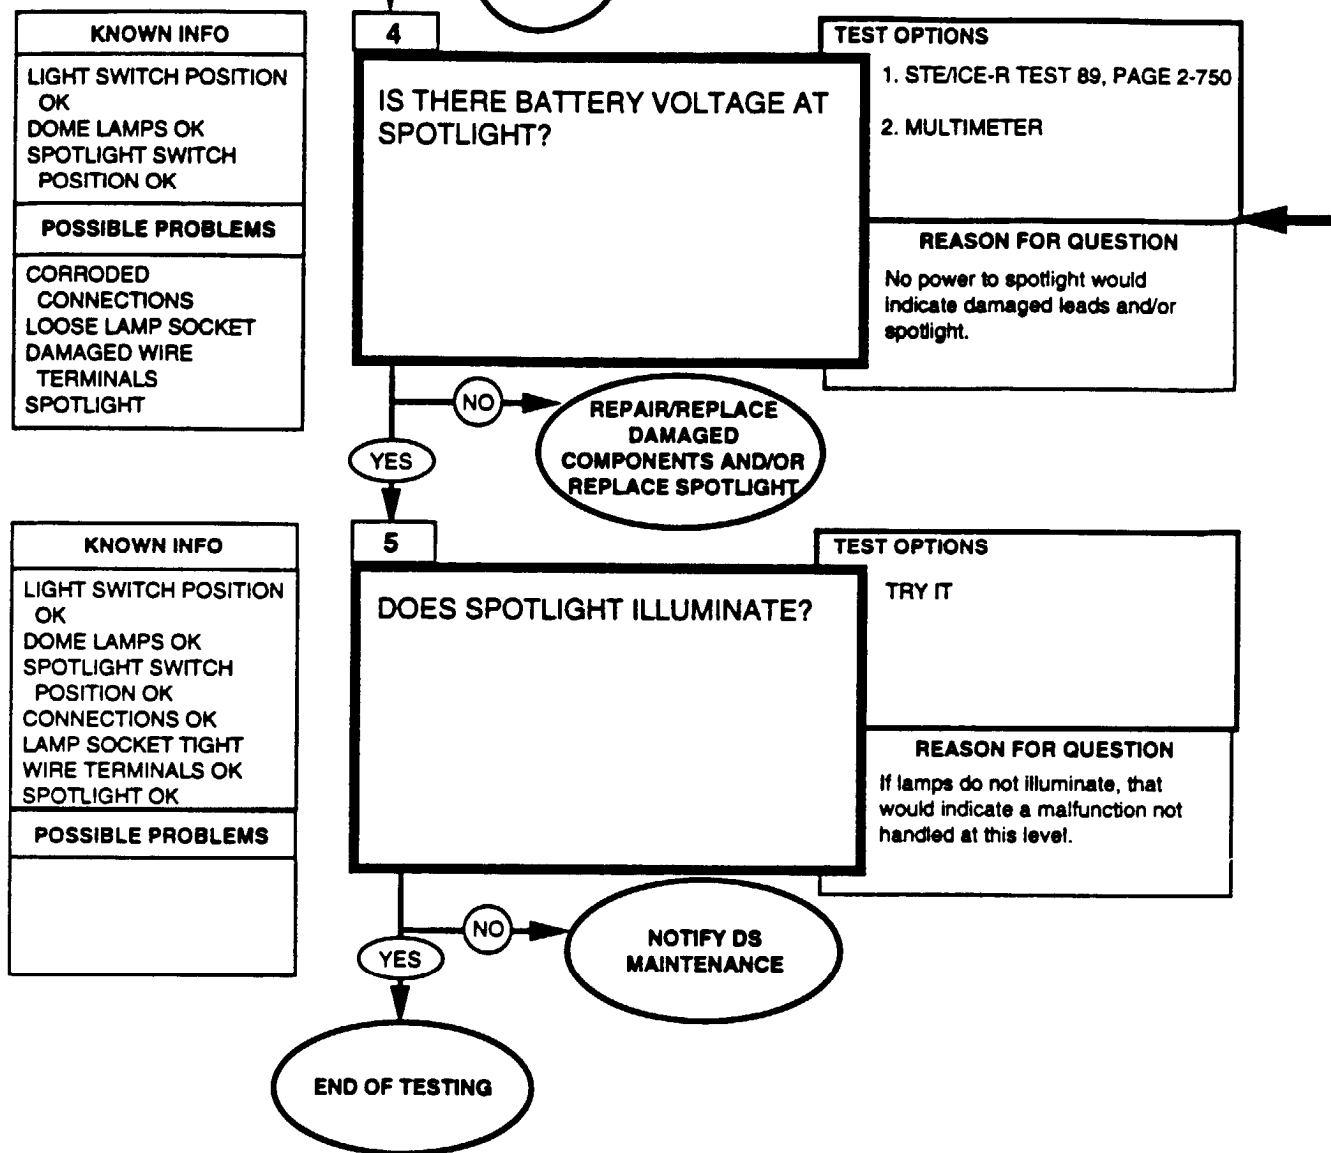 KNOWN INFO
LIGHT SWITCH POSITION
OK
DOME LAMPS OK
SPOTLIGHT SWITCH
POSITION OK
POSSIBLE PROBLEMS
CORRODED
CONNECTIONS
LOOSE LAMP SOCKET
DAMAGED WIRE
TERMINALS
SPOTLIGHT
4
IS THERE BATTERY VOLTAGE AT
SPOTLIGHT?
TEST OPTIONS
1. STE/ICE-R TEST 89, PAGE 2-750
2. MULTIMETER
REASON FOR QUESTION
No power to spotlight would
indicate damaged leads and/or
spotlight.
NO
REPAIR/REPLACE
DAMAGED
COMPONENTS AND/OR
REPLACE SPOTLIGHT
YES
KNOWN INFO
LIGHT SWITCH POSITION
OK
DOME LAMPS OK
SPOTLIGHT SWITCH
POSITION OK
CONNECTIONS OK
LAMP SOCKET TIGHT
WIRE TERMINALS OK
SPOTLIGHT OK
POSSIBLE PROBLEMS
5
DOES SPOTLIGHT ILLUMINATE?
TEST OPTIONS
TRY IT
REASON FOR QUESTION
If lamps do not illuminate, that
would indicate a malfunction not
handled at this level.
NO
NOTIFY DS
MAINTENANCE
YES
END OF TESTING